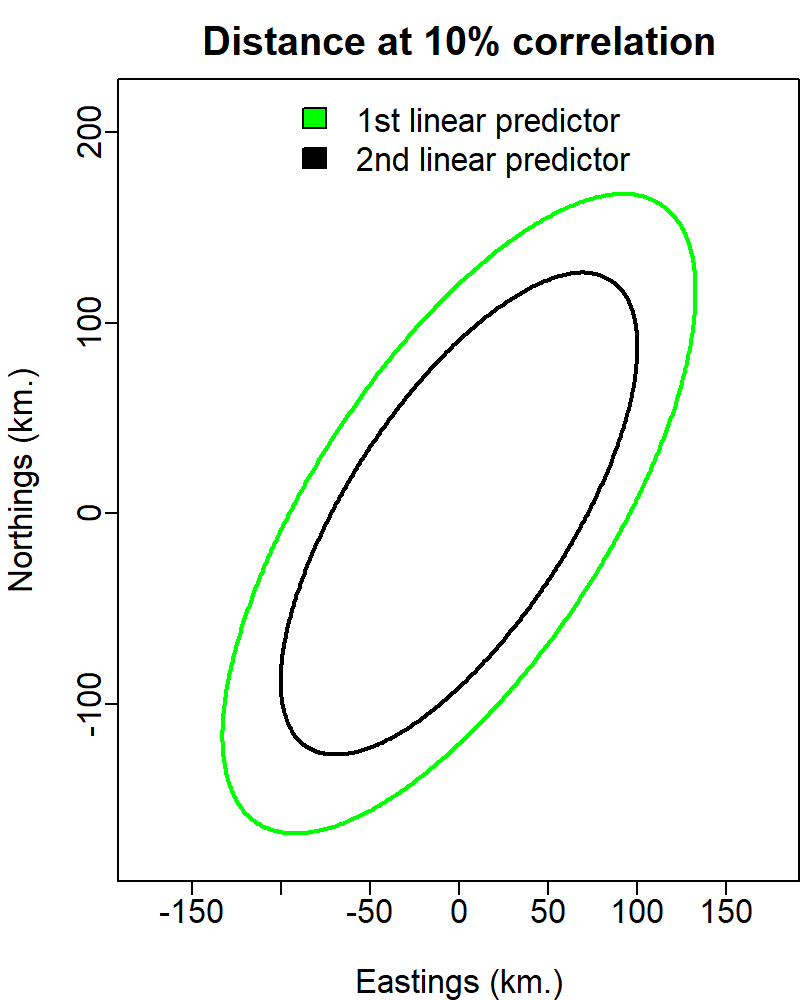 Distance at 10% correlation
1st linear predictor
2nd linear predictor
200
100
0
-100
Northings (km.)
-150 -50 0 50 100 150
Eastings (km.)